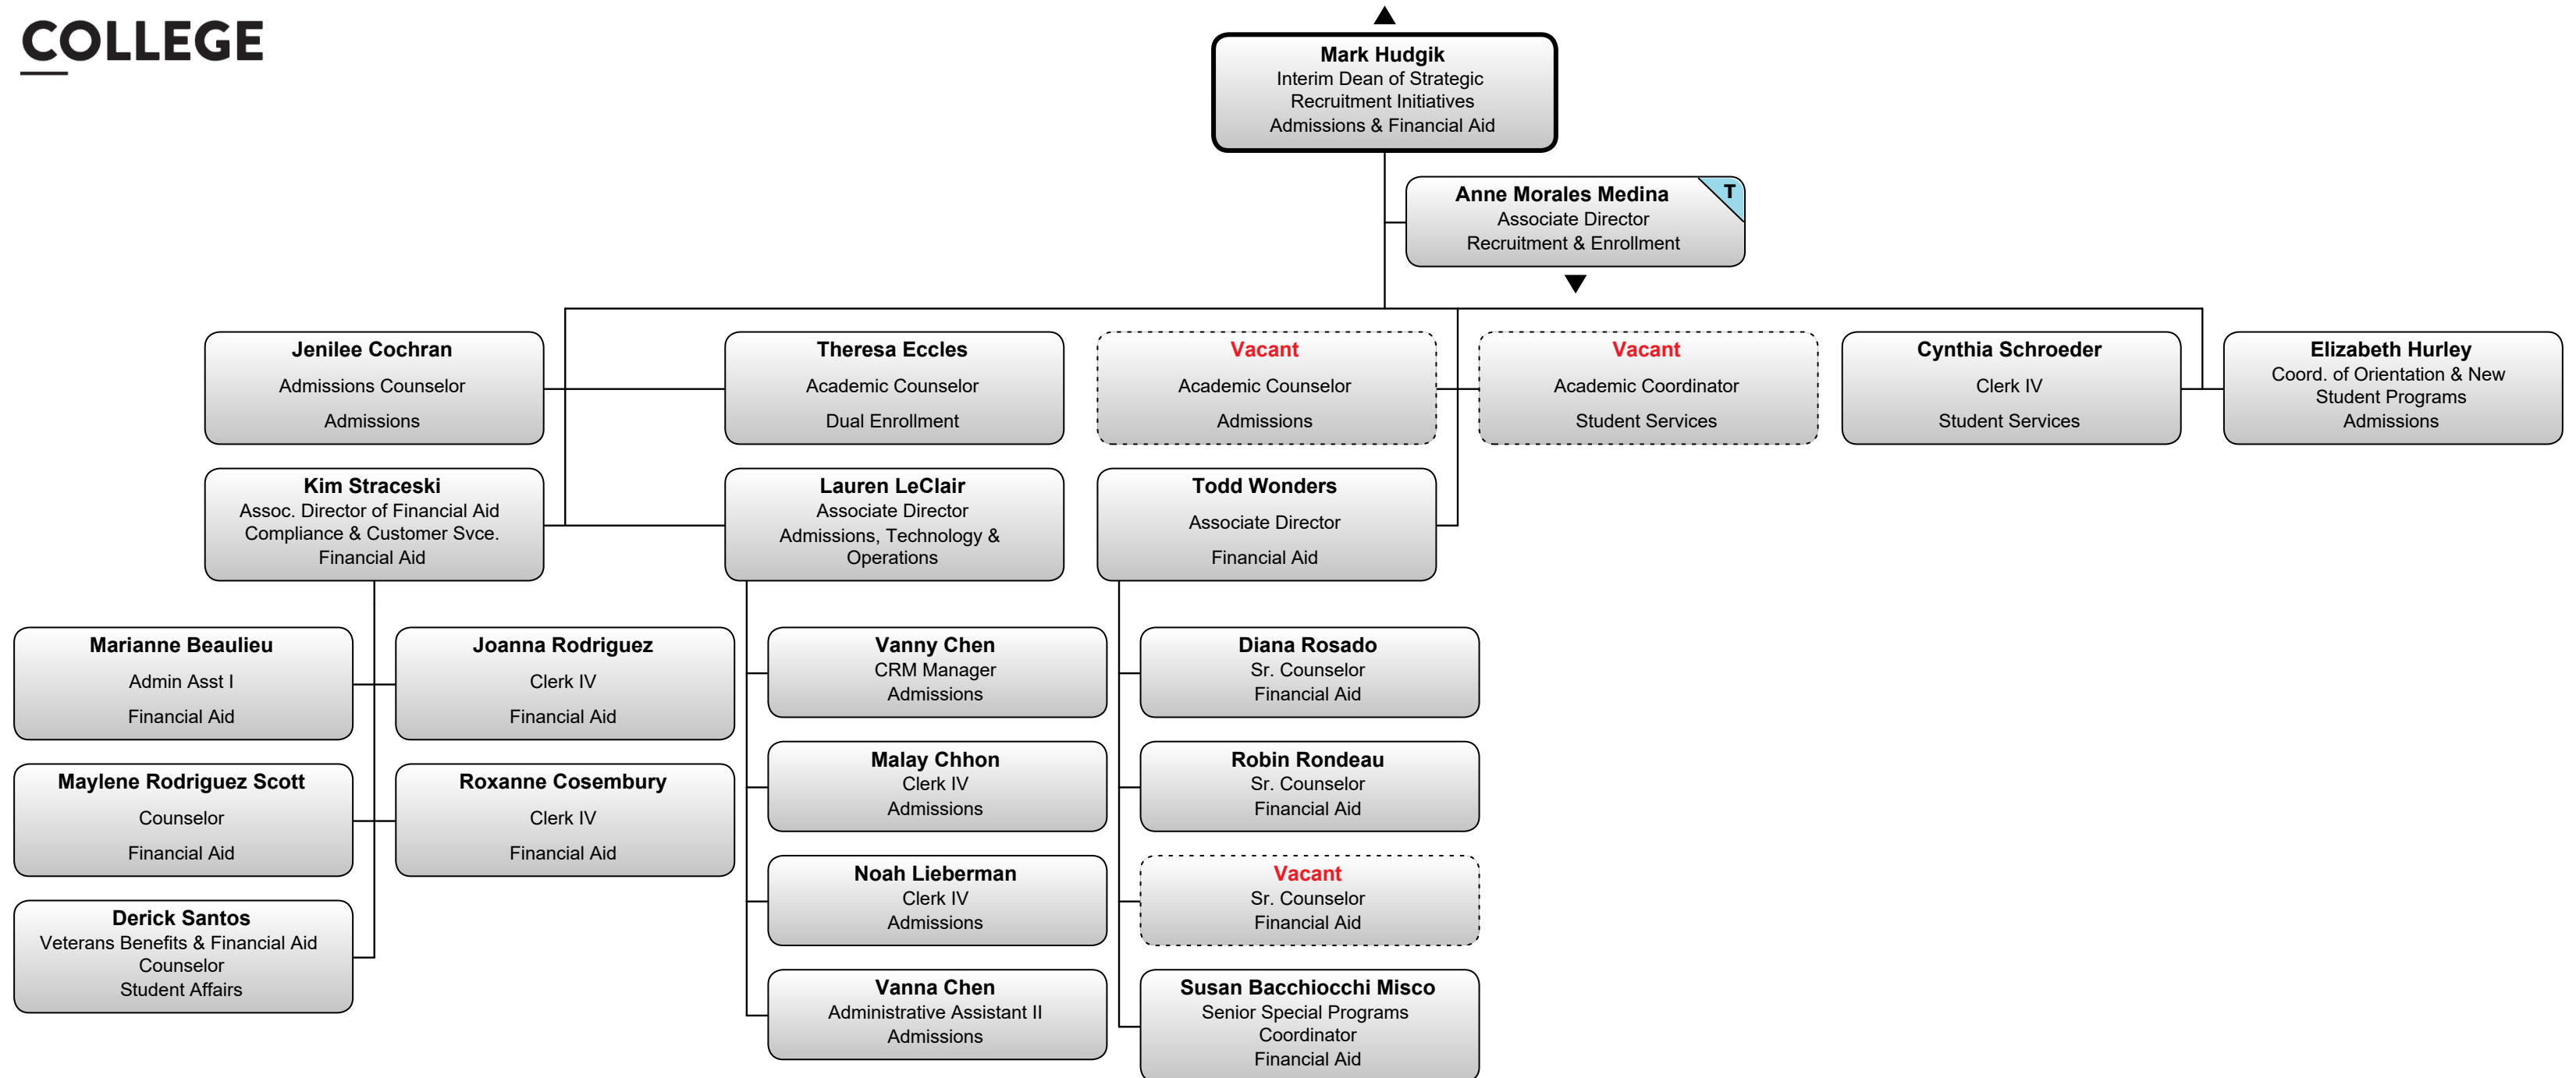 COLLEGE
Mark Hudgik
Interim Dean of Strategic
Recruitment Initiatives
Admissions & Financial Aid
Anne Morales Medina
T
Associate Director
Recruitment & Enrollment
Jenilee Cochran
Admissions Counselor
Admissions
Theresa Eccles
Academic Counselor
Dual Enrollment
Vacant
Academic Counselor
Admissions
Vacant
Academic Coordinator
Student Services
Cynthia Schroeder
Clerk IV
Student Services
Elizabeth Hurley
Coord. of Orientation & New
Student Programs
Admissions
Kim Straceski
Assoc. Director of Financial Aid
Compliance & Customer Svce.
Financial Aid
Lauren LeClair
Associate Director
Admissions, Technology &
Operations
Todd Wonders
Associate Director
Financial Aid
Marianne Beaulieu
Admin Asst I
Financial Aid
Joanna Rodriguez
Clerk IV
Financial Aid
Maylene Rodriguez Scott
Counselor
Financial Aid
Roxanne Cosembury
Clerk IV
Financial Aid
Derick Santos
Veterans Benefits & Financial Aid
Counselor
Student Affairs
Vanny Chen
CRM Manager
Admissions
Malay Chhon
Clerk IV
Admissions
Noah Lieberman
Clerk IV
Admissions
Vanna Chen
Administrative Assistant II
Admissions
Diana Rosado
Sr. Counselor
Financial Aid
Robin Rondeau
Sr. Counselor
Financial Aid
Vacant
Sr. Counselor
Financial Aid
Susan Bacchiocchi Misco
Senior Special Programs
Coordinator
Financial Aid